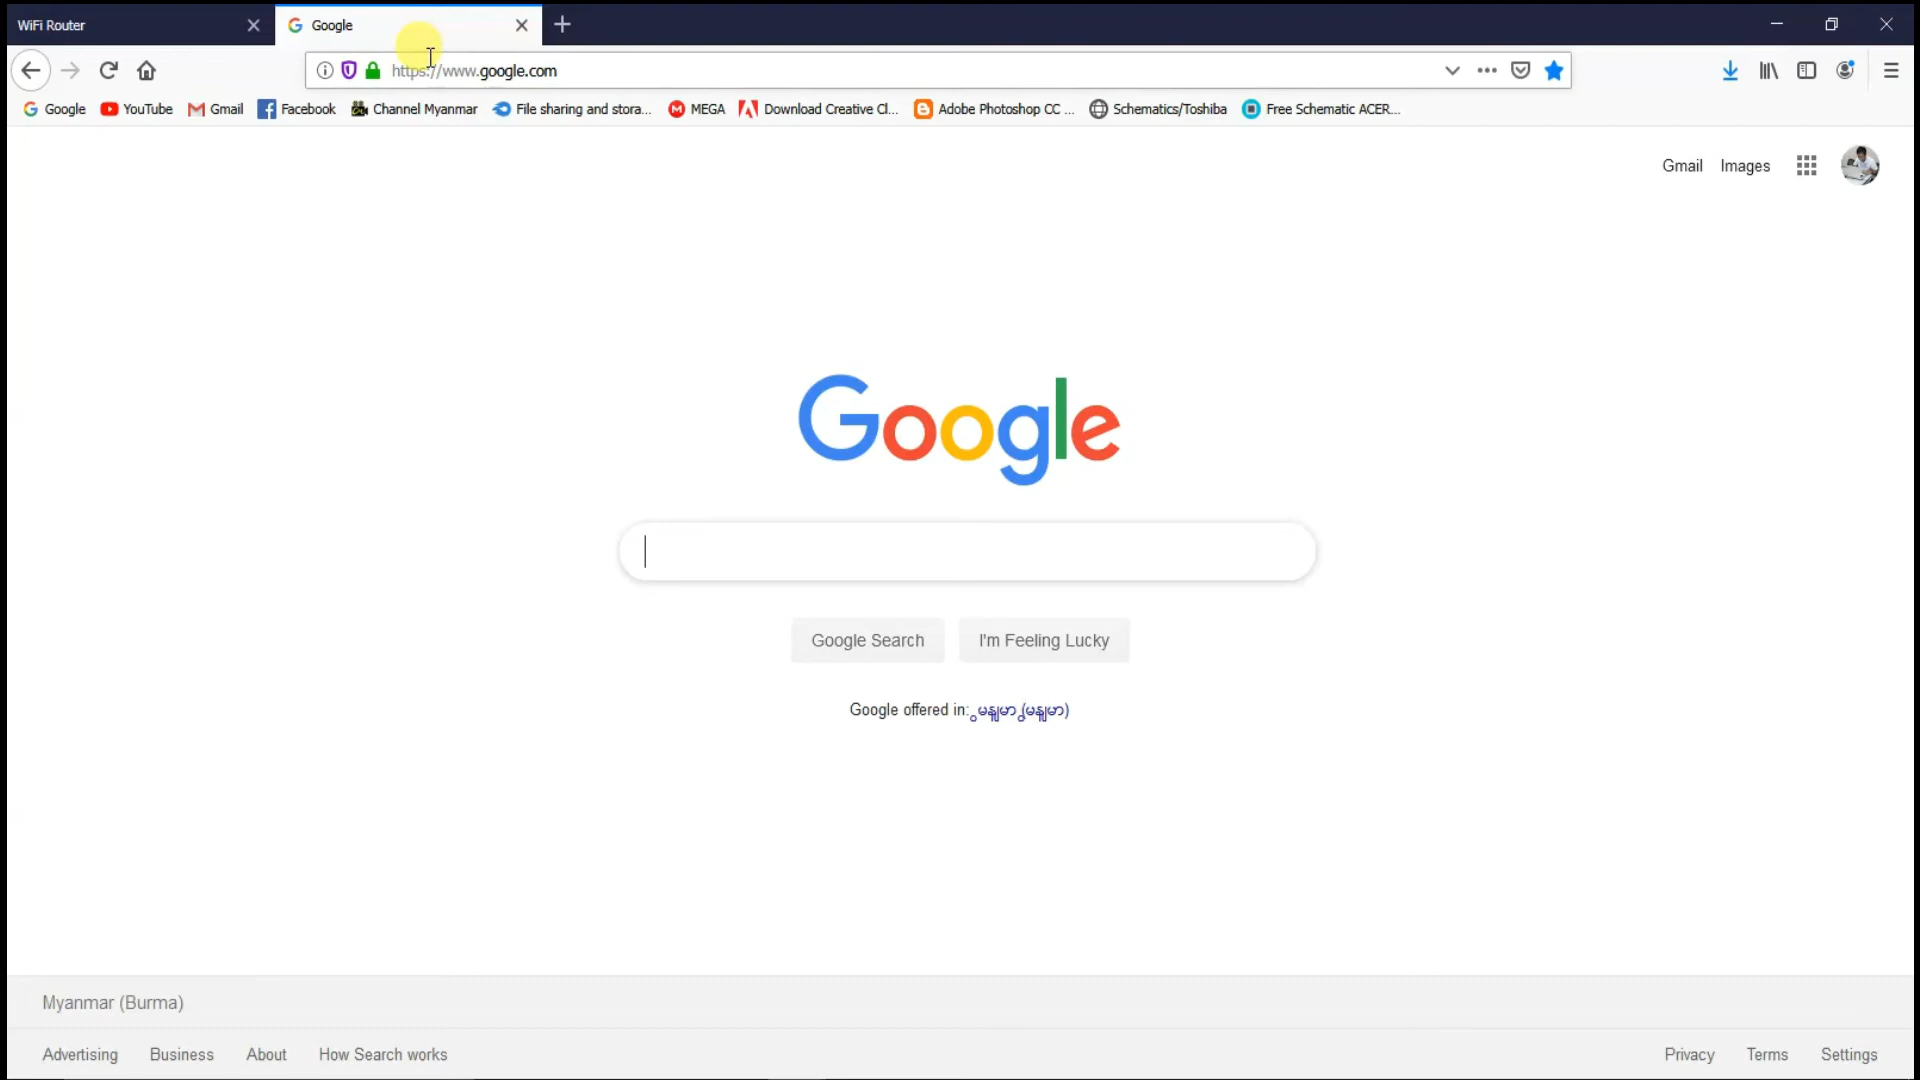 WiFi Router
Google
https://www.google.com
Google YouTube Gmail Facebook Channel Myanmar File sharing and stora... MEGA Download Creative Cl... Adobe Photoshop CC ... Schematics/Toshiba Free Schematic ACER...
Gmail Images
Google
Google Search I'm Feeling Lucky
Google offered in: ွမနျမာ (မွနျမာ)
Myanmar (Burma)
Advertising Business About How Search works Privacy Terms Settings